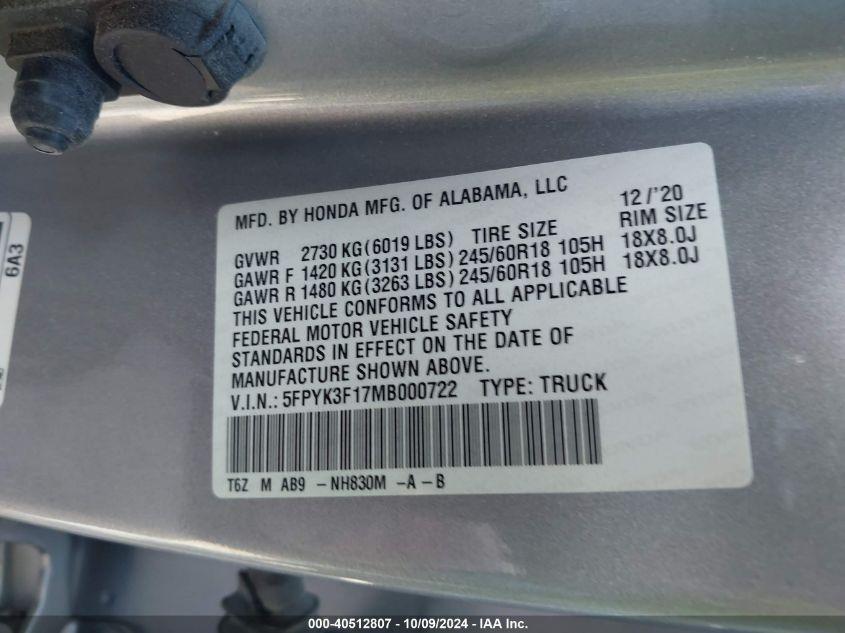 MFD. BY HONDA MFG. OF ALABAMA, LLC 12/'20
GVWR 2730 KG(6019 LBS) TIRE SIZE RIM SIZE
GAWR F 1420 KG(3131 LBS) 245/60R18 105H 18X8.0J
GAWR R 1480 KG(3263 LBS) 245/60R18 105H 18X8.0J
THIS VEHICLE CONFORMS TO ALL APPLICABLE
FEDERAL MOTOR VEHICLE SAFETY
STANDARDS IN EFFECT ON THE DATE OF
MANUFACTURE SHOWN ABOVE.
V.I.N.: 5FPYK3F17MB000722 TYPE: TRUCK
T6Z M AB9 -NH830M -A -B
6A3
000-40512807 - 10/09/2024 - IAA Inc.